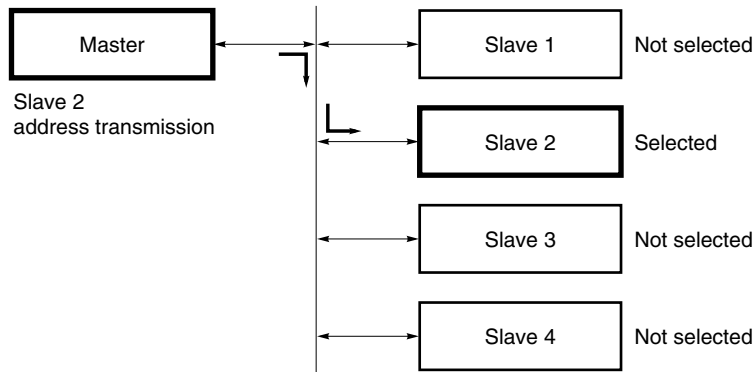 Master
Slave 2
address transmission
Slave 1
Not selected
Slave 2
Selected
Slave 3
Not selected
Slave 4
Not selected